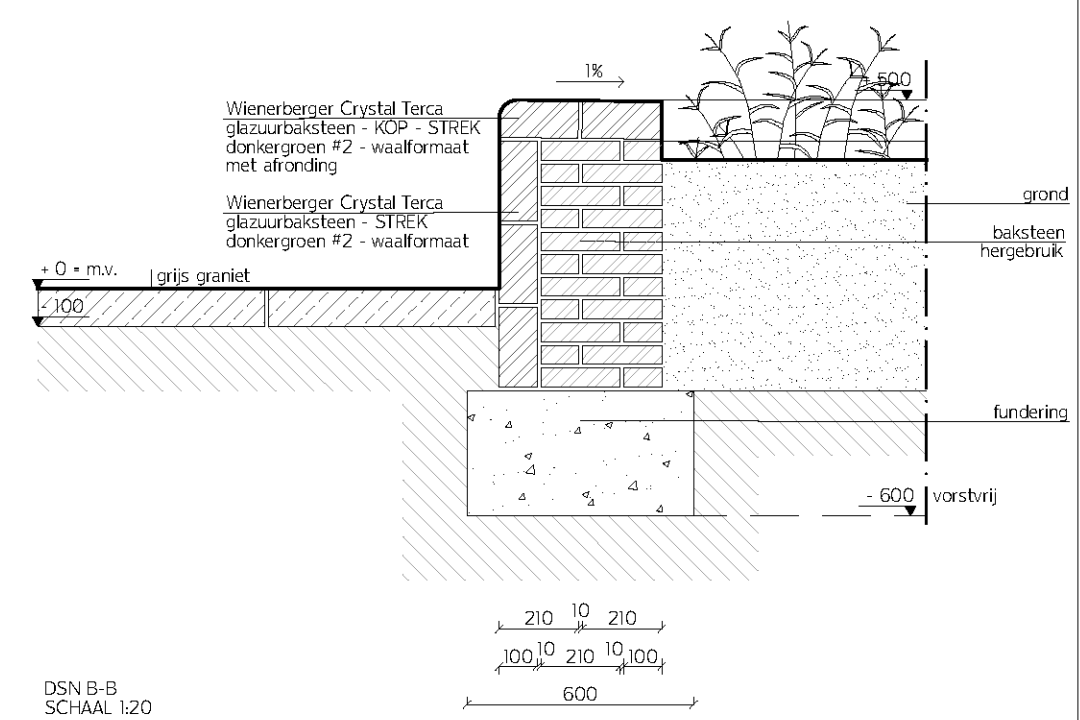 1%
- 500
Wienerberger Crystal Terca
glazuurbaksteen - KOP - STREK
donkergroen #2 - waalformaat
met afronding
Wienerberger Crystal Terca
glazuurbaksteen - STREK
donkergroen #2 - waalformaat
grond
baksteen
hergebruik
+ 0 = m.v.
grijs graniet
- 100
fundering
- 600
vorstvrij
210 10 210
100 10 210 10 100
600
DSN B-B
SCHAAL 1:20